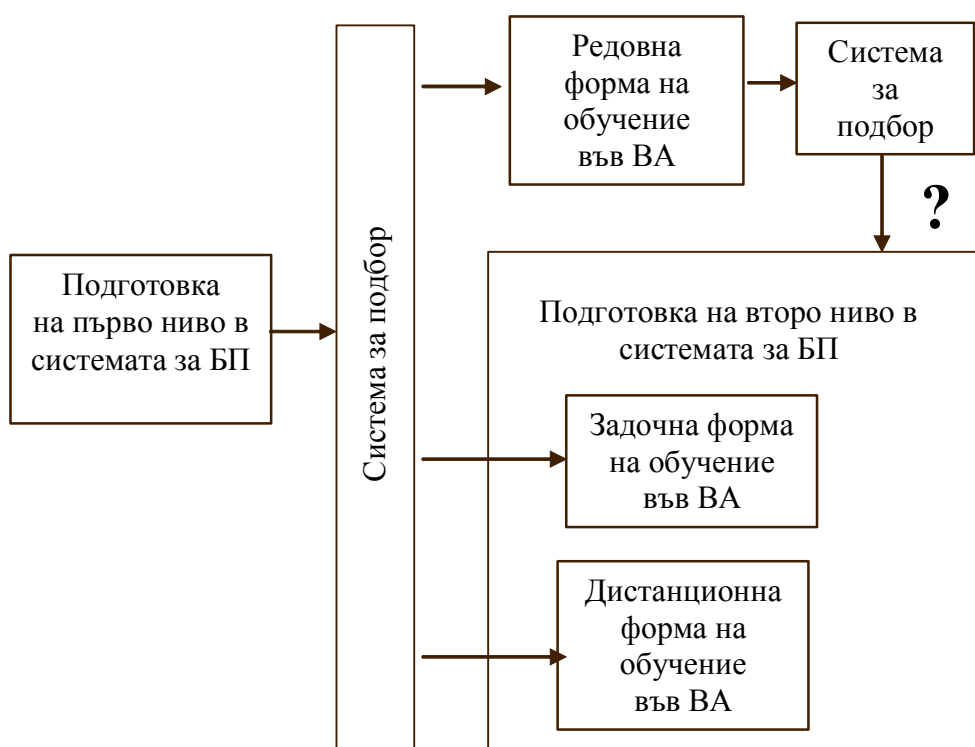 Редовна
форма на
обучение
във ВА
Система
за
подбор
?
Подготовка
на първо ниво в
системата за БП
Система за подбор
Подготовка на второ ниво в
системата за БП
Задочна форма
на обучение
във ВА
Дистанционна
форма на
обучение
във ВА